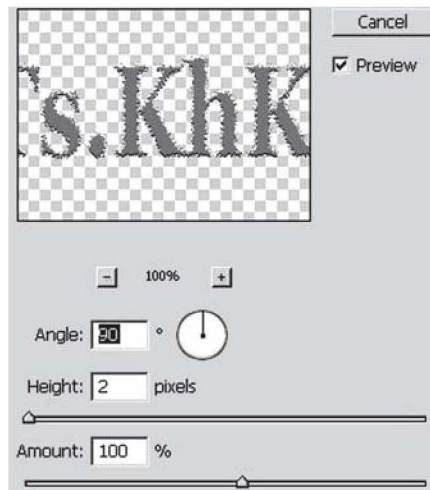 Cancel
s.KhK
Preview
100%
Angle: 90 °
Height: 2 pixels
Amount: 100 %